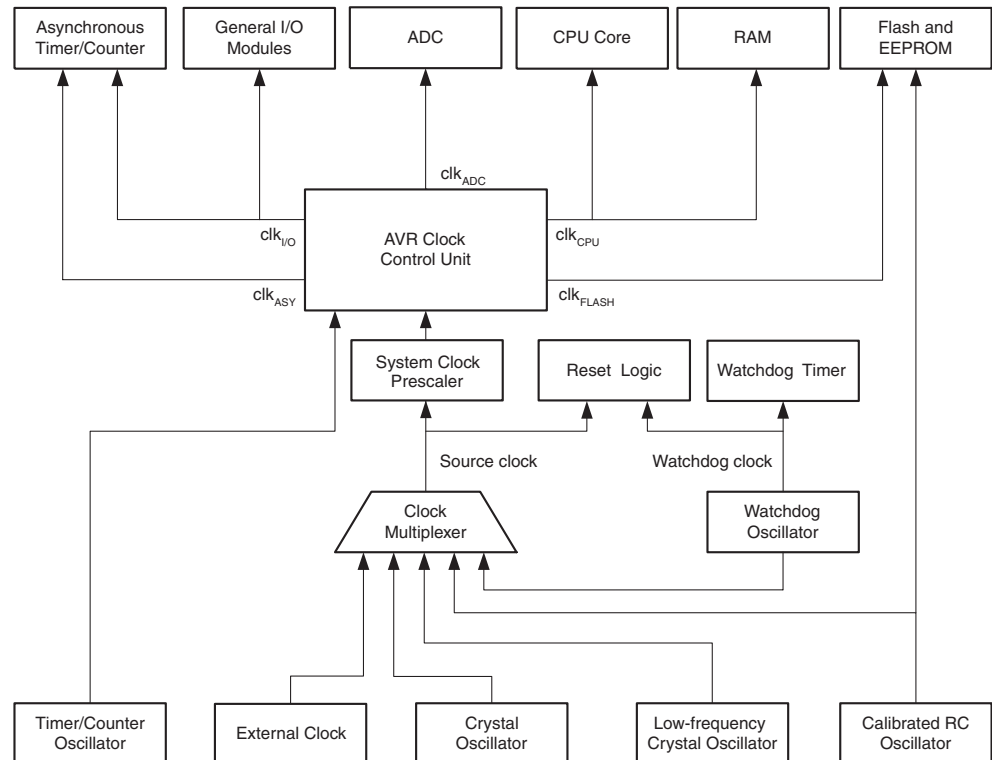 Asynchronous
Timer/Counter
General I/O
Modules
ADC
CPU Core
RAM
Flash and
EEPROM
clkADC
clkI/O
AVR Clock
Control Unit
clkCPU
clkASY
clkFLASH
System Clock
Prescaler
Reset Logic
Watchdog Timer
Source clock
Watchdog clock
Clock
Multiplexer
Watchdog
Oscillator
Timer/Counter
Oscillator
External Clock
Crystal
Oscillator
Low-frequency
Crystal Oscillator
Calibrated RC
Oscillator